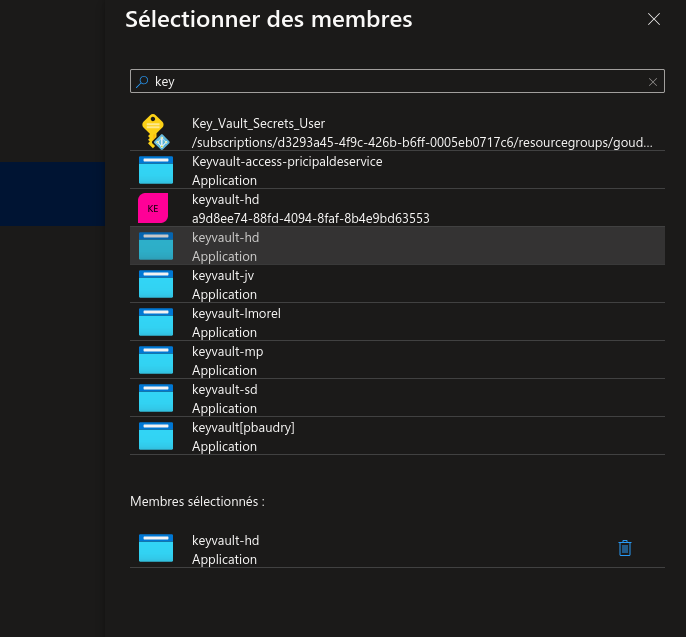 Sélectionner des membres
key
Key_Vault_Secrets_User
/subscriptions/d3293a45-4f9c-426b-b6ff-0005eb0717c6/resourcegroups/goud...
Keyvault-access-pricipaldeservice
Application
KE
keyvault-hd
a9d8ee74-88fd-4094-8faf-8b4e9bd63553
keyvault-hd
Application
keyvault-jv
Application
keyvault-lmorel
Application
keyvault-mp
Application
keyvault-sd
Application
keyvault[pbaudry]
Application
Membres sélectionnés :
keyvault-hd
Application